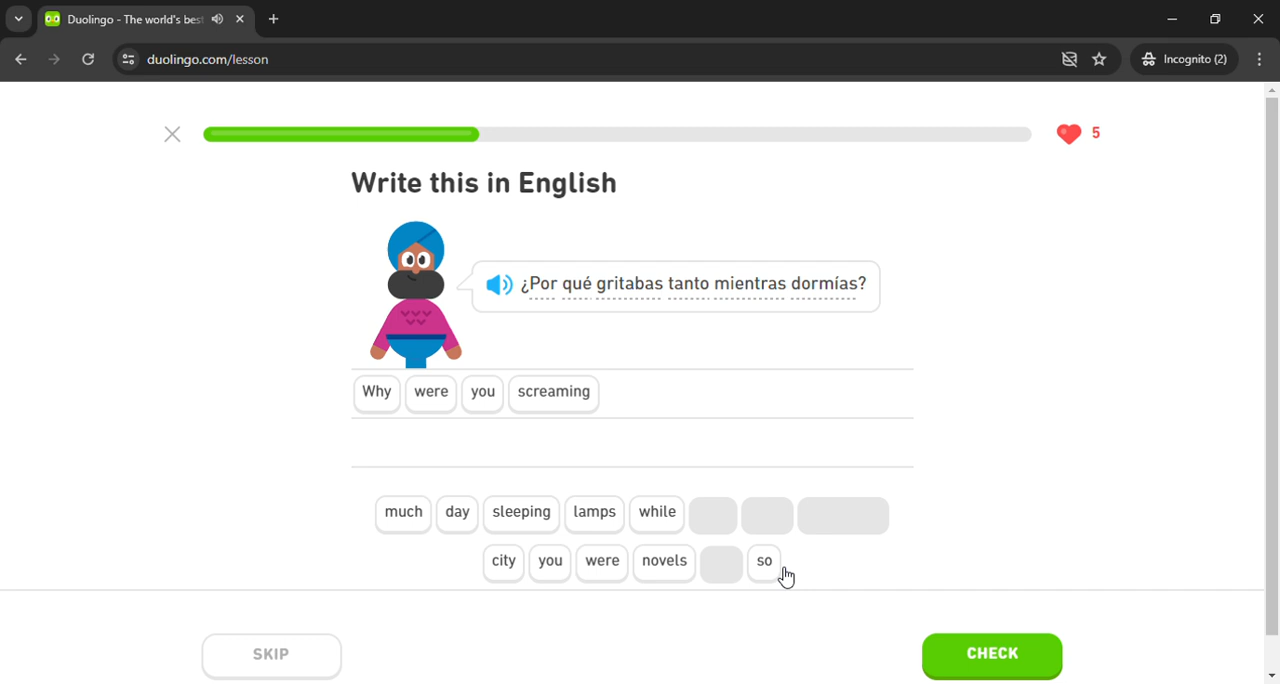 Duolingo - The world's bes
duolingo.com/lesson
Incognito (2)
5
Write this in English
¿Por qué gritabas tanto mientras dormías?
Why were you screaming
much day sleeping lamps while
city you were novels so
SKIP
CHECK